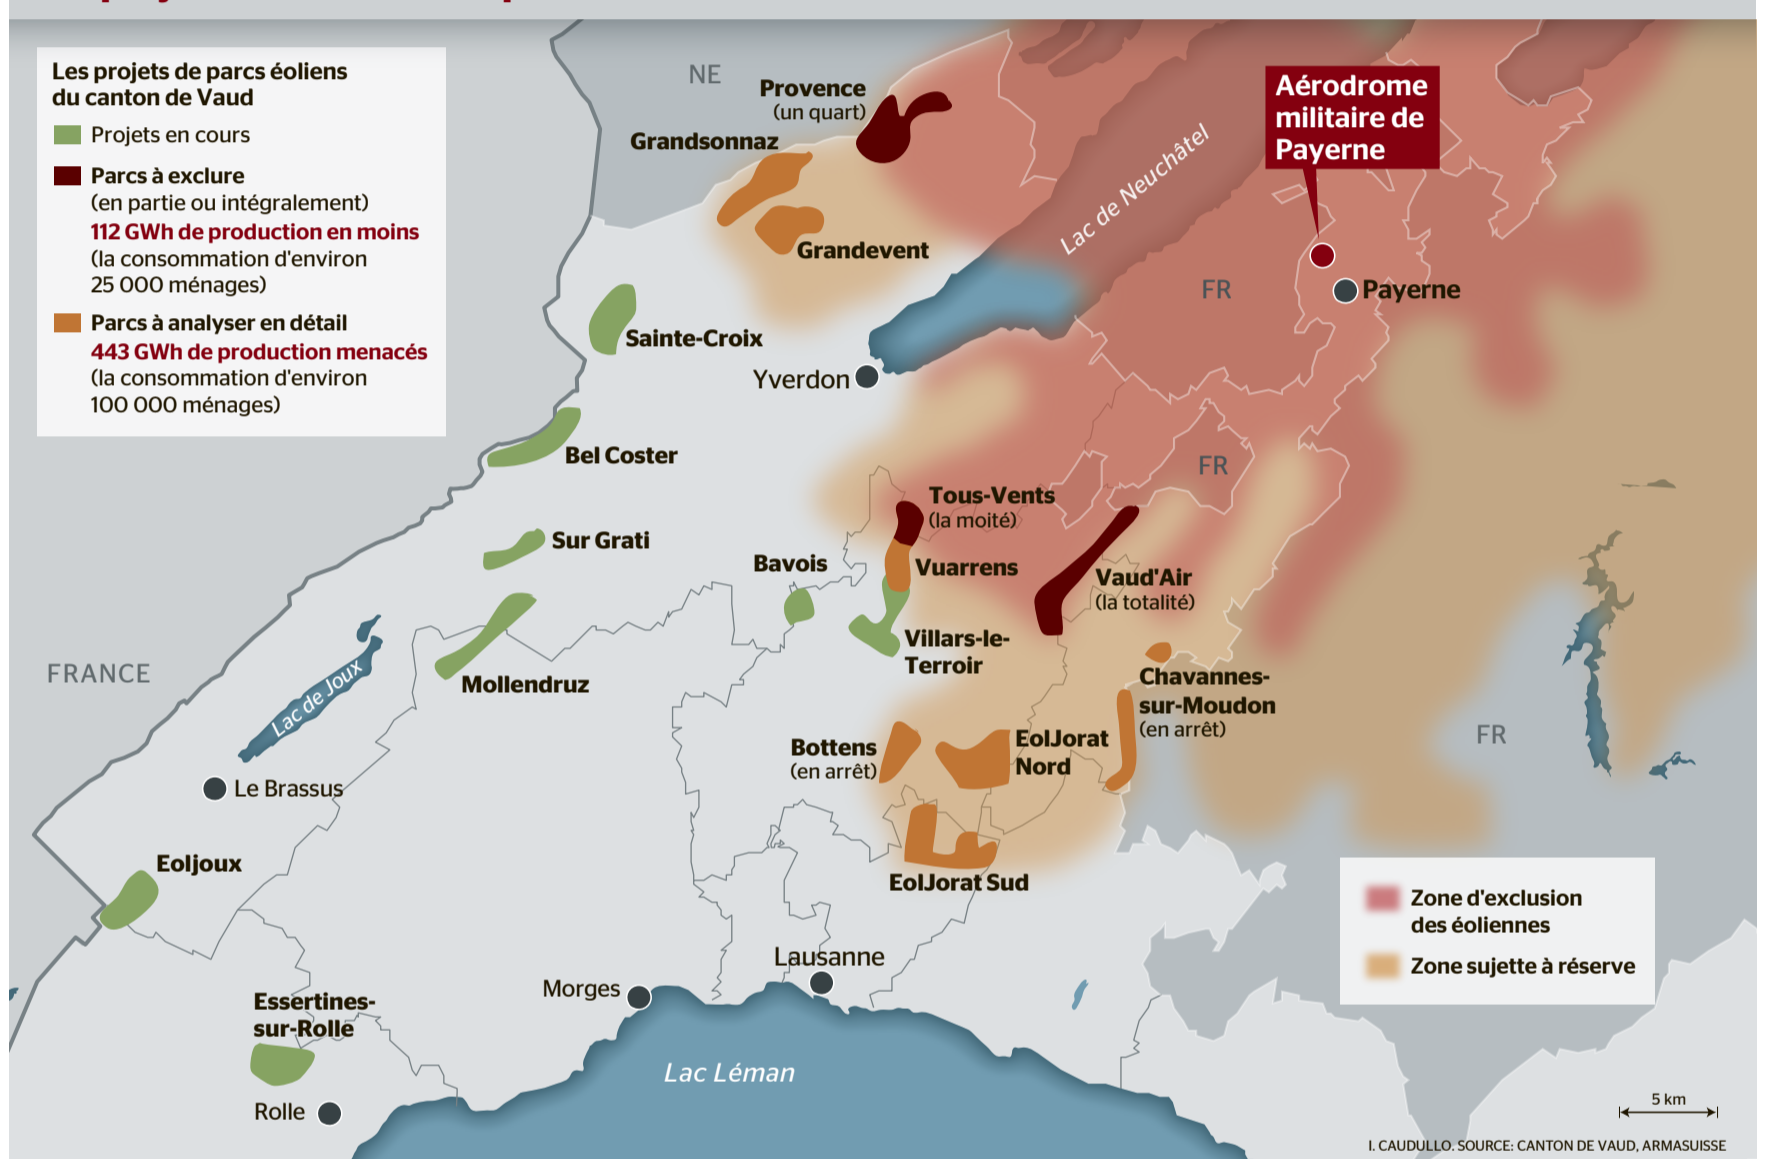 Les projets de parcs éoliens
du canton de Vaud
Projets en cours
Parcs à exclure
(en partie ou intégralement)
112 GWh de production en moins
(la consommation d'environ
25 000 ménages)
Parcs à analyser en détail
443 GWh de production menacés
(la consommation d'environ
100 000 ménages)
NE
Provence
(un quart)
Grandsonnaz
Grandevent
Aérodrome
militaire de
Payerne
Lac de Neuchâtel
FR
Payerne
Sainte-Croix
Yverdon
Bel Coster
FR
Tous-Vents
(la moité)
Sur Grati
Bavois
Vuarrens
Vaud'Air
(la totalité)
Villars-le-
Terroir
FRANCE
Lac de Joux
Mollendruz
Chavannes-
sur-Moudon
(en arrêt)
Bottens
(en arrêt)
EolJorat
Nord
FR
Le Brassus
Eoljoux
EolJorat Sud
Zone d'exclusion
des éoliennes
Zone sujette à réserve
Lausanne
Morges
Essertines-
sur-Rolle
Lac Léman
Rolle
5 km
I. CAUDULLO. SOURCE: CANTON DE VAUD, ARMASUISSE